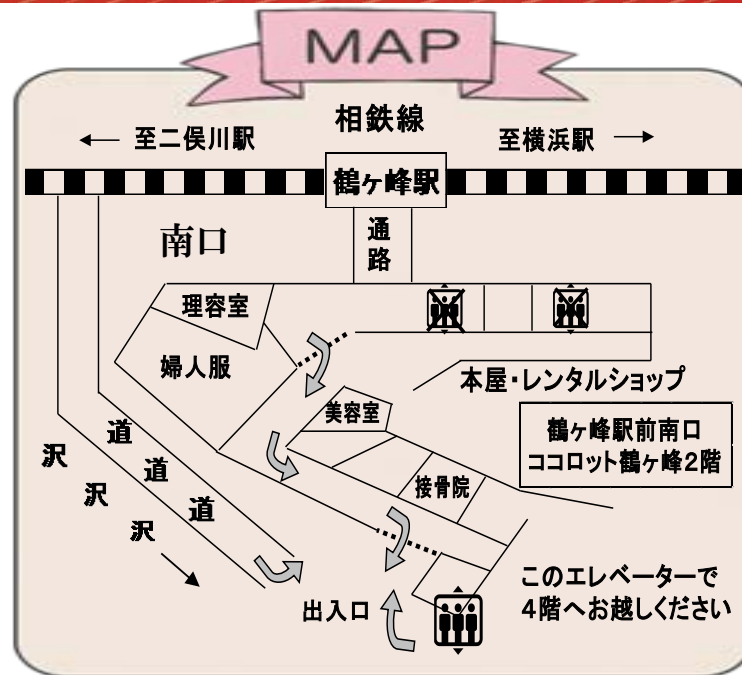 MAP
相鉄線
← 至二俣川駅
至横浜駅 →
鶴ヶ峰駅
南口
通路
理容室
婦人服
本屋・レンタルショップ
美容室
鶴ヶ峰駅前南口
ココロット鶴ヶ峰2階
接骨院
沢 道
沢 道
沢 道
このエレベーターで
4階へお越しください
出入口